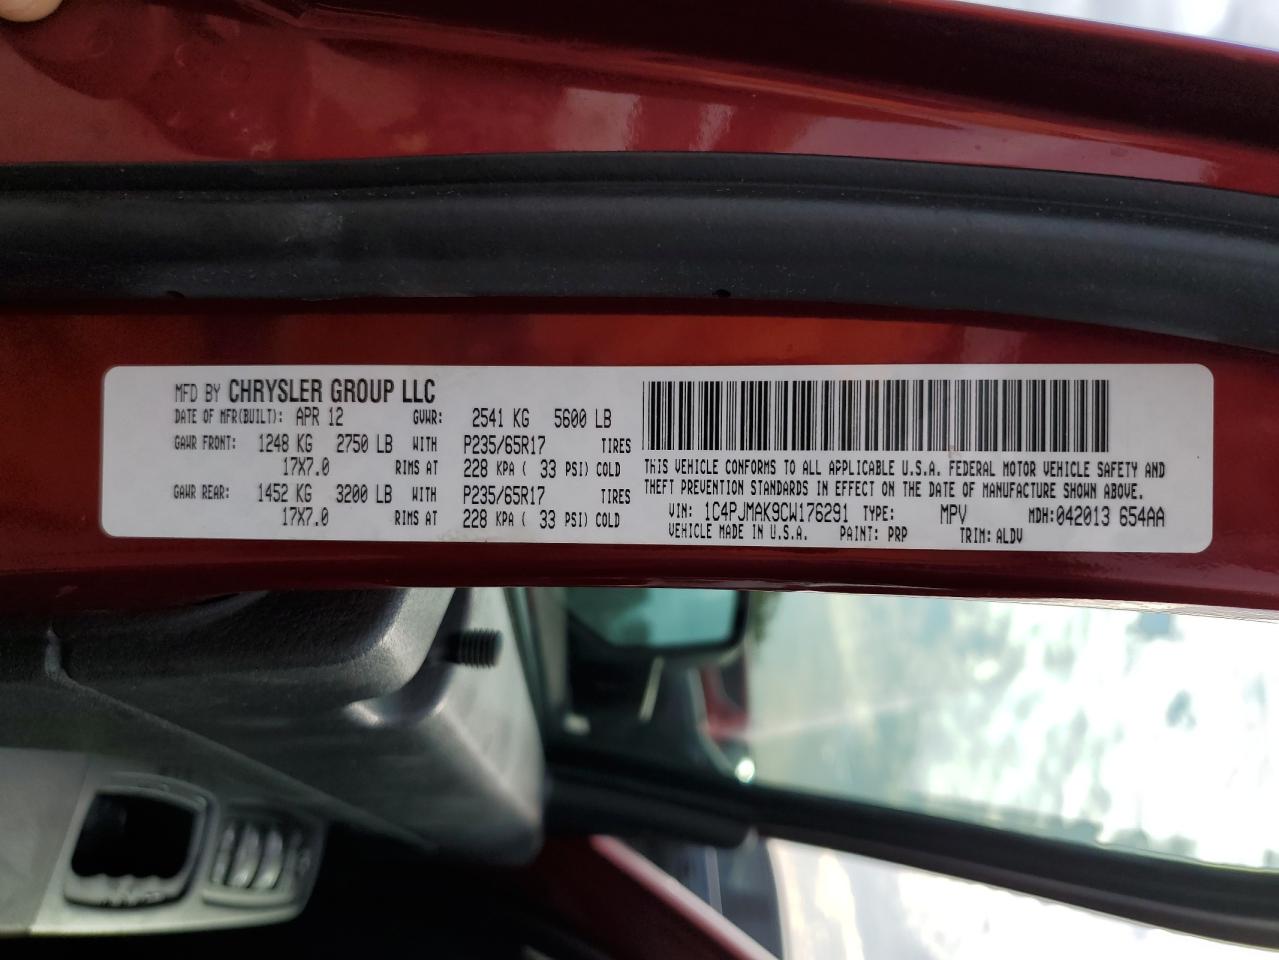 MFD BY CHRYSLER GROUP LLC
DATE OF MFR(BUILT): APR 12 GVWR: 2541 KG 5600 LB
GAWR FRONT: 1248 KG 2750 LB WITH P235/65R17 TIRES
17X7.0 RIMS AT 228 KPA ( 33 PSI) COLD
GAWR REAR: 1452 KG 3200 LB WITH P235/65R17 TIRES
17X7.0 RIMS AT 228 KPA ( 33 PSI) COLD
THIS VEHICLE CONFORMS TO ALL APPLICABLE U.S.A. FEDERAL MOTOR VEHICLE SAFETY AND
THEFT PREVENTION STANDARDS IN EFFECT ON THE DATE OF MANUFACTURE SHOWN ABOVE.
VIN: 1C4PJMAK9CW176291 TYPE: MPV MDH:042013 654AA
VEHICLE MADE IN U.S.A. PAINT: PRP TRIM: ALDV